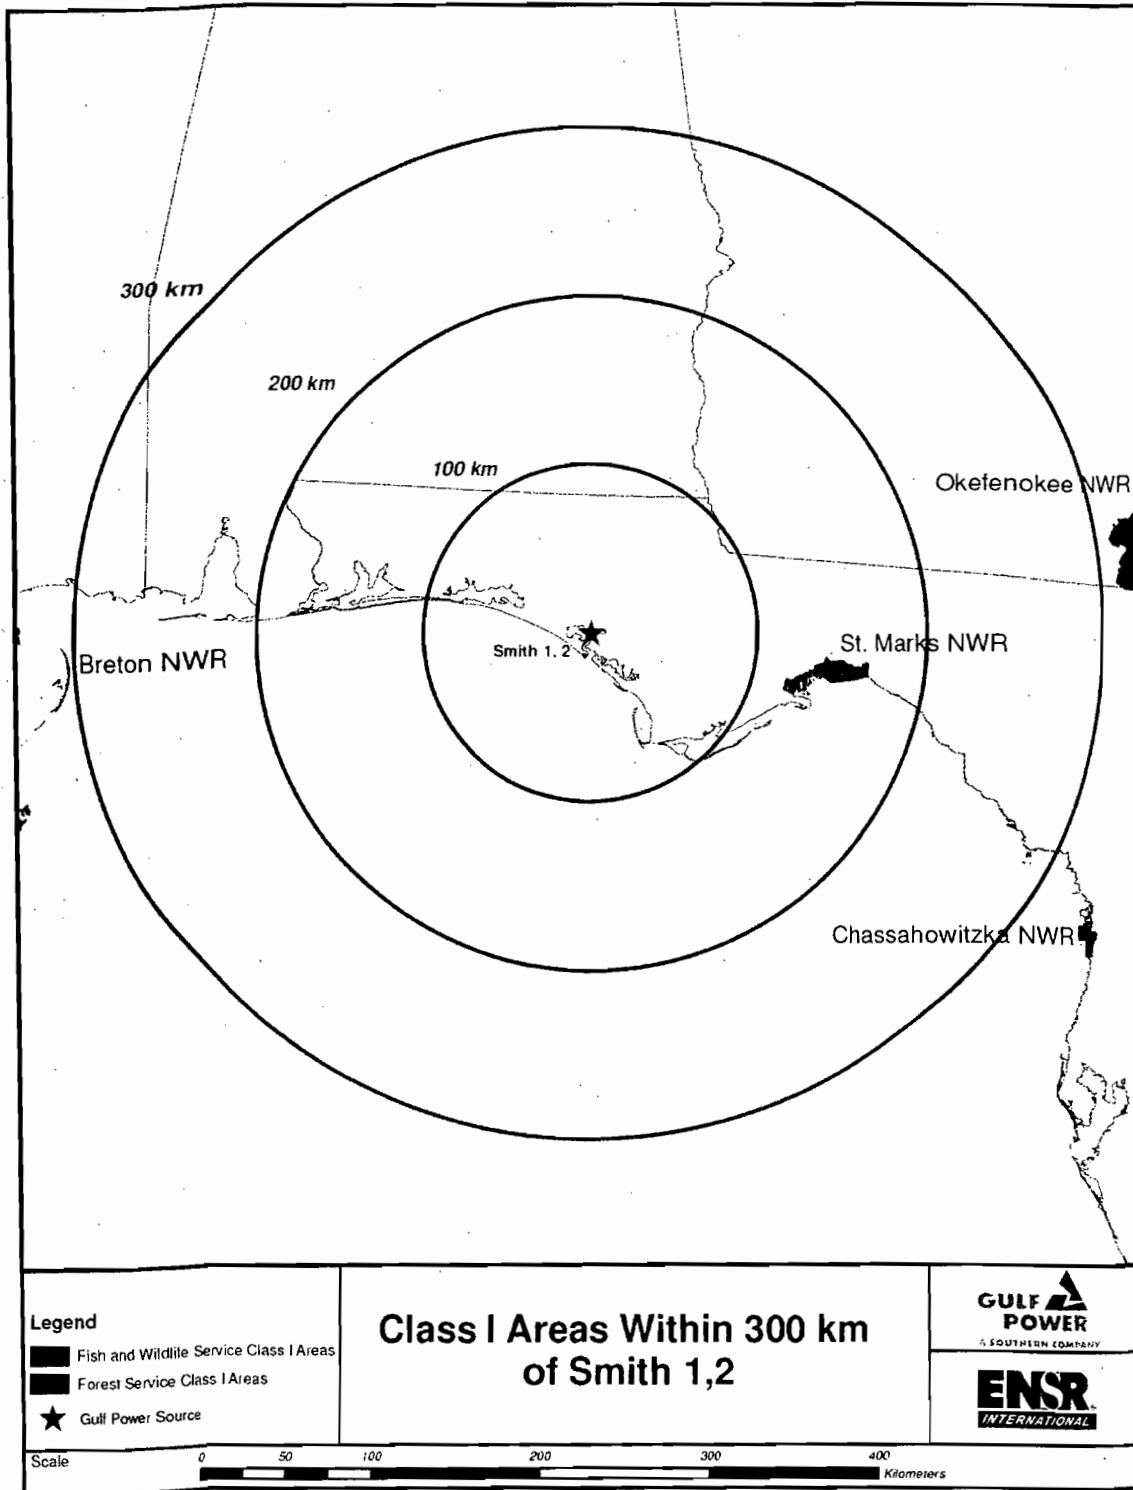 300 km
200 km
100 km
Okefenokee NWR
Smith 1, 2
St. Marks NWR
Breton NWR
Chassahowitzka NWR
Legend
Fish and Wildlife Service Class I Areas
Forest Service Class I Areas
Gulf Power Source
Class I Areas Within 300 km
of Smith 1,2
GULF
POWER
A SOUTHERN COMPANY
ENSR
INTERNATIONAL
Scale
0 50 100 200 300 400
Kilometers